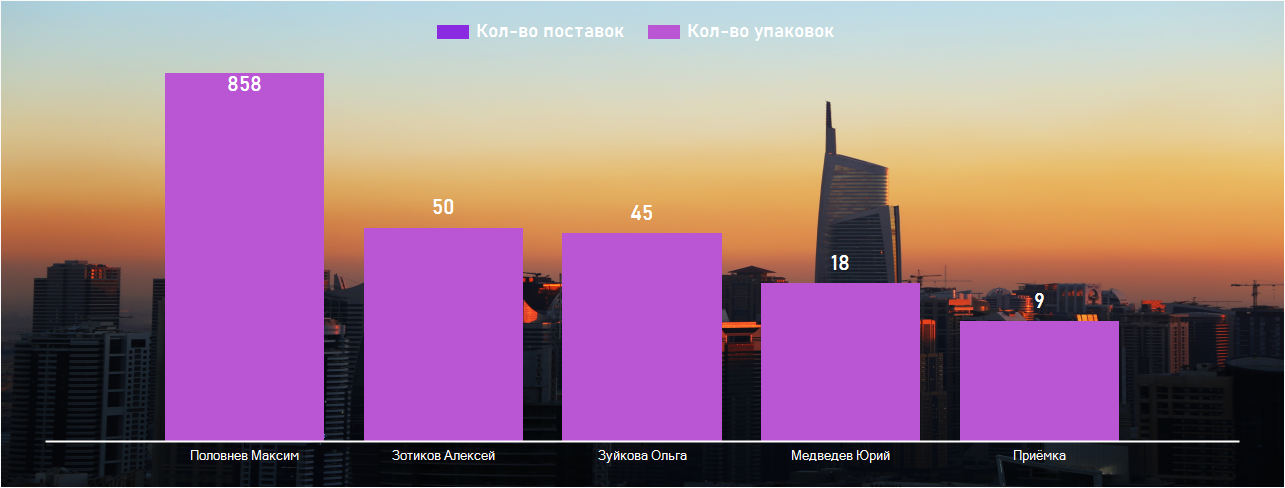 Кол-во поставок Кол-во упаковок
858
50
45
18
9
Половнев Максим
Зотиков Алексей
Зуйкова Ольга
Медведев Юрий
Приёмка